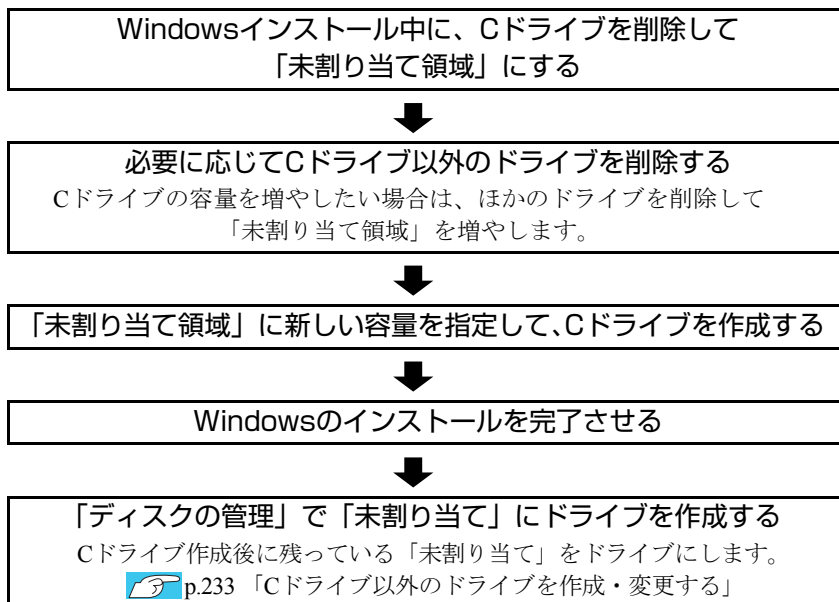 Windowsインストール中に、Cドライブを削除して
「未割り当て領域」にする
必要に応じてCドライブ以外のドライブを削除する
Cドライブの容量を増やしたい場合は、ほかのドライブを削除して
「未割り当て領域」を増やします。
「未割り当て領域」に新しい容量を指定して、Cドライブを作成する
Windowsのインストールを完了させる
「ディスクの管理」で「未割り当て」にドライブを作成する
Cドライブ作成後に残っている「未割り当て」をドライブにします。
p.233 「Cドライブ以外のドライブを作成・変更する」